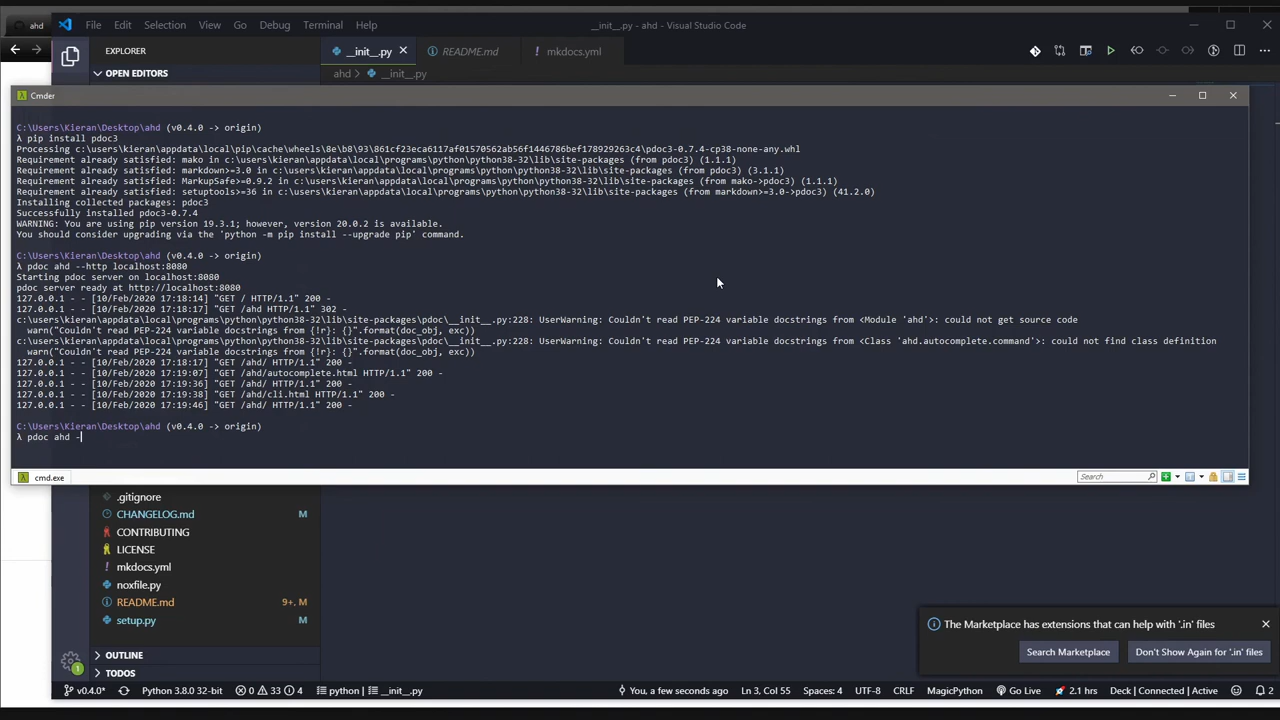 ahd
File Edit Selection View Go Debug Terminal Help
__init__.py - ahd - Visual Studio Code
EXPLORER
__init__.py
README.md
mkdocs.yml
OPEN EDITORS
ahd > __init__.py
Cmder
C:\Users\Kieran\Desktop\ahd (v0.4.0 -> origin)
λ pip install pdoc3
Processing c:\users\kieran\appdata\local\pip\cache\wheels\8e\b8\93\861cf23eca6117af01570562ab56f1446786bef178929263c4\pdoc3-0.7.4-cp38-none-any.whl
Requirement already satisfied: mako in c:\users\kieran\appdata\local\programs\python\python38-32\lib\site-packages (from pdoc3) (1.1.1)
Requirement already satisfied: markdown>=3.0 in c:\users\kieran\appdata\local\programs\python\python38-32\lib\site-packages (from pdoc3) (3.1.1)
Requirement already satisfied: MarkupSafe>=0.9.2 in c:\users\kieran\appdata\local\programs\python\python38-32\lib\site-packages (from mako->pdoc3) (1.1.1)
Requirement already satisfied: setuptools>=36 in c:\users\kieran\appdata\local\programs\python\python38-32\lib\site-packages (from markdown>=3.0->pdoc3) (41.2.0)
Installing collected packages: pdoc3
Successfully installed pdoc3-0.7.4
WARNING: You are using pip version 19.3.1; however, version 20.0.2 is available.
You should consider upgrading via the 'python -m pip install --upgrade pip' command.
C:\Users\Kieran\Desktop\ahd (v0.4.0 -> origin)
λ pdoc ahd --http localhost:8080
Starting pdoc server on localhost:8080
pdoc server ready at http://localhost:8080
127.0.0.1 - - [10/Feb/2020 17:18:14] "GET / HTTP/1.1" 200 -
127.0.0.1 - - [10/Feb/2020 17:18:17] "GET /ahd HTTP/1.1" 302 -
c:\users\kieran\appdata\local\programs\python\python38-32\lib\site-packages\pdoc\__init__.py:228: UserWarning: Couldn't read PEP-224 variable docstrings from <Module 'ahd'>: could not get source code
warn("Couldn't read PEP-224 variable docstrings from {!r}: {}".format(doc_obj, exc))
c:\users\kieran\appdata\local\programs\python\python38-32\lib\site-packages\pdoc\__init__.py:228: UserWarning: Couldn't read PEP-224 variable docstrings from <Class 'ahd.autocomplete.command'>: could not find class definition
warn("Couldn't read PEP-224 variable docstrings from {!r}: {}".format(doc_obj, exc))
127.0.0.1 - - [10/Feb/2020 17:18:17] "GET /ahd/ HTTP/1.1" 200 -
127.0.0.1 - - [10/Feb/2020 17:19:07] "GET /ahd/autocomplete.html HTTP/1.1" 200 -
127.0.0.1 - - [10/Feb/2020 17:19:36] "GET /ahd/ HTTP/1.1" 200 -
127.0.0.1 - - [10/Feb/2020 17:19:38] "GET /ahd/cli.html HTTP/1.1" 200 -
127.0.0.1 - - [10/Feb/2020 17:19:46] "GET /ahd/ HTTP/1.1" 200 -
C:\Users\Kieran\Desktop\ahd (v0.4.0 -> origin)
λ pdoc ahd -
cmd.exe
Search
.gitignore
CHANGELOG.md M
CONTRIBUTING
LICENSE
mkdocs.yml
noxfile.py
README.md 9+, M
setup.py
OUTLINE
TODOS
1
The Marketplace has extensions that can help with '.in' files
Search Marketplace
Don't Show Again for '.in' files
v0.4.0* Python 3.8.0 32-bit 0 33 4 python | __init__.py You, a few seconds ago Ln 3, Col 55 Spaces: 4 UTF-8 CRLF MagicPython Go Live 2.1 hrs Deck | Connected | Active 2